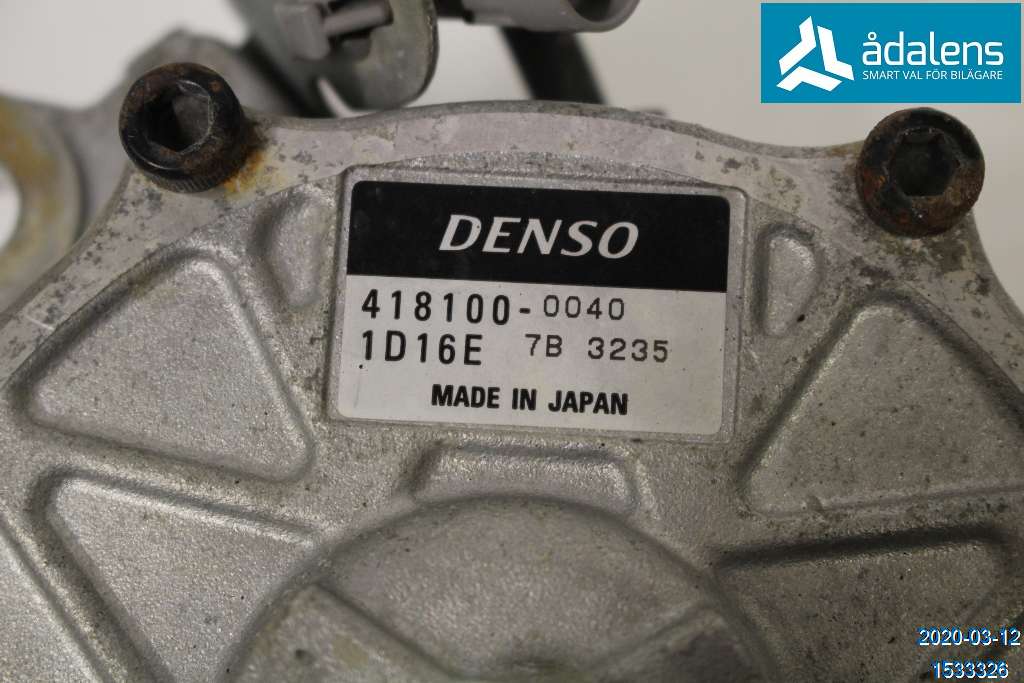 ådalens
SMART VAL FÖR BILÄGARE
DENSO
418100-0040
1D16E 7B 3235
MADE IN JAPAN
2020-03-12
1533326